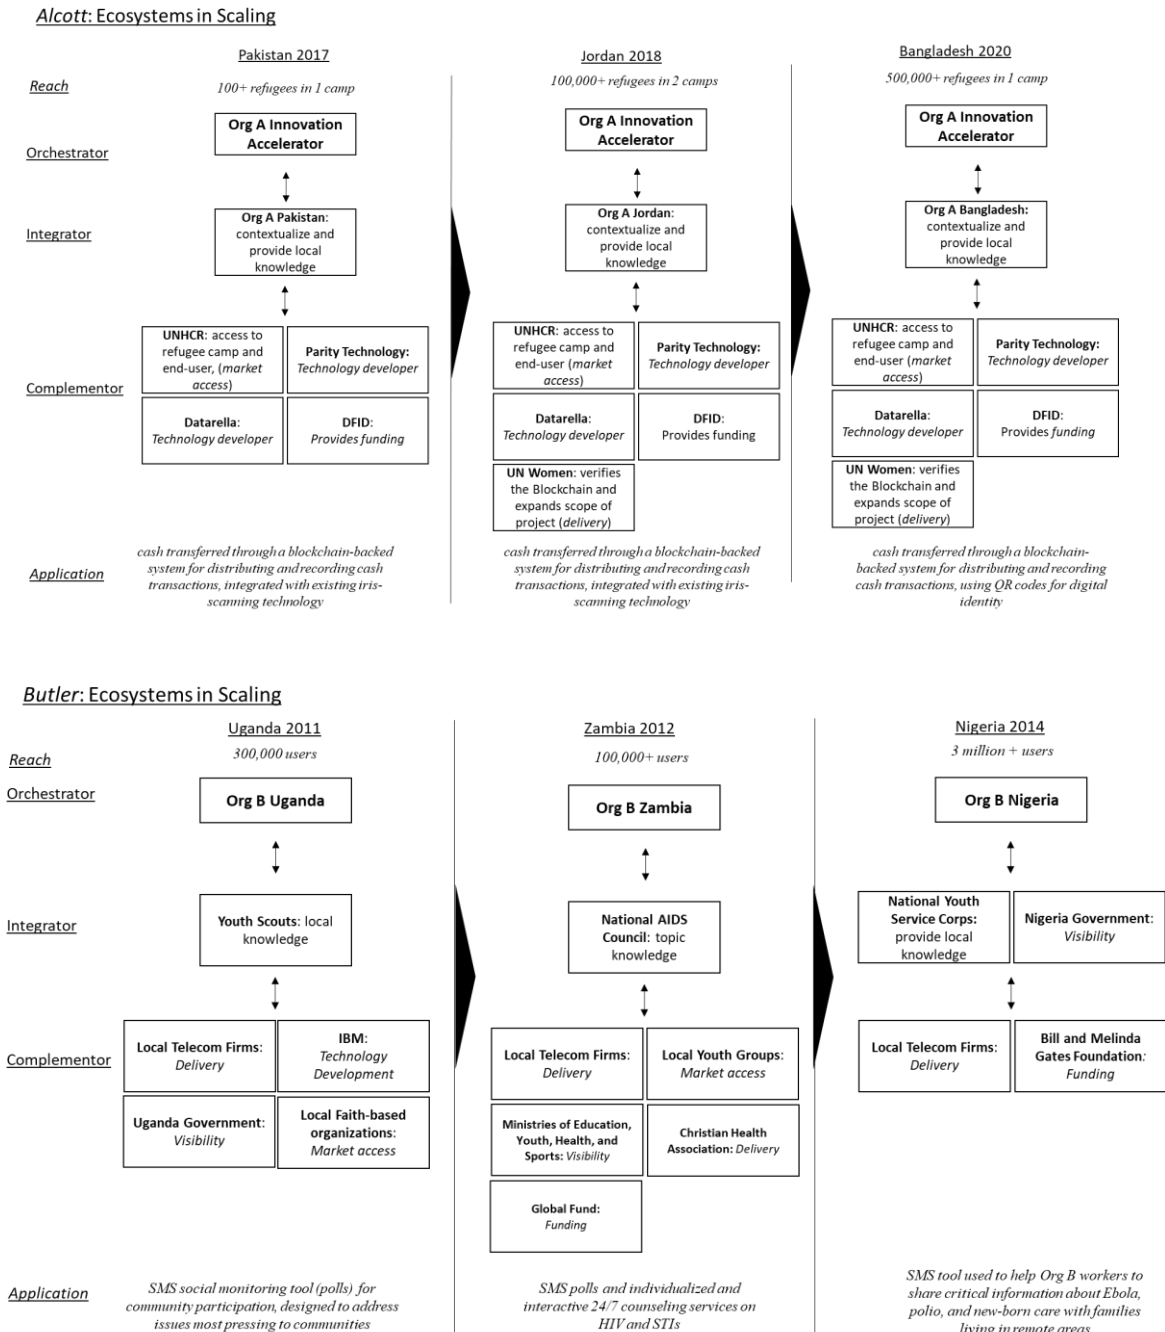 Alcott: Ecosystems in Scaling
Pakistan 2017
Jordan 2018
Bangladesh 2020
Reach
100+ refugees in 1 camp
100,000+ refugees in 2 camps
500,000+ refugees in 1 camp
Orchestrator
Org A Innovation
Accelerator
Org A Innovation
Accelerator
Org A Innovation
Accelerator
Integrator
Org A Pakistan:
contextualize and
provide local
knowledge
Org A Jordan:
contextualize and
provide local
knowledge
Org A Bangladesh:
contextualize and
provide local
knowledge
Complementor
UNHCR: access to
refugee camp and
end-user, (market
access)
Parity Technology:
Technology developer
Datarella:
Technology developer
DFID:
Provides funding
UNHCR: access to
refugee camp and
end-user (market
access)
Parity Technology:
Technology developer
Datarella:
Technology developer
DFID:
Provides funding
UN Women: verifies
the Blockchain and
expands scope of
project (delivery)
UNHCR: access to
refugee camp and
end-user (market
access)
Parity Technology:
Technology developer
Datarella:
Technology developer
DFID:
Provides funding
UN Women: verifies
the Blockchain and
expands scope of
project (delivery)
Application
cash transferred through a blockchain-backed
system for distributing and recording cash
transactions, integrated with existing iris-
scanning technology
cash transferred through a blockchain-backed
system for distributing and recording cash
transactions, integrated with existing iris-
scanning technology
cash transferred through a blockchain-
backed system for distributing and recording
cash transactions, using QR codes for digital
identity
Butler: Ecosystems in Scaling
Uganda 2011
Zambia 2012
Nigeria 2014
Reach
300,000 users
100,000+ users
3 million + users
Orchestrator
Org B Uganda
Org B Zambia
Org B Nigeria
Integrator
Youth Scouts: local
knowledge
National AIDS
Council: topic
knowledge
National Youth
Service Corps:
provide local
knowledge
Nigeria Government:
Visibility
Complementor
Local Telecom Firms:
Delivery
IBM:
Technology
Development
Uganda Government:
Visibility
Local Faith-based
organizations:
Market access
Local Telecom Firms:
Delivery
Local Youth Groups:
Market access
Ministries of Education,
Youth, Health, and
Sports: Visibility
Christian Health
Association: Delivery
Global Fund:
Funding
Local Telecom Firms:
Delivery
Bill and Melinda
Gates Foundation:
Funding
Application
SMS social monitoring tool (polls) for
community participation, designed to address
issues most pressing to communities
SMS polls and individualized and
interactive 24/7 counseling services on
HIV and STIs
SMS tool used to help Org B workers to
share critical information about Ebola,
polio, and new-born care with families
living in remote areas